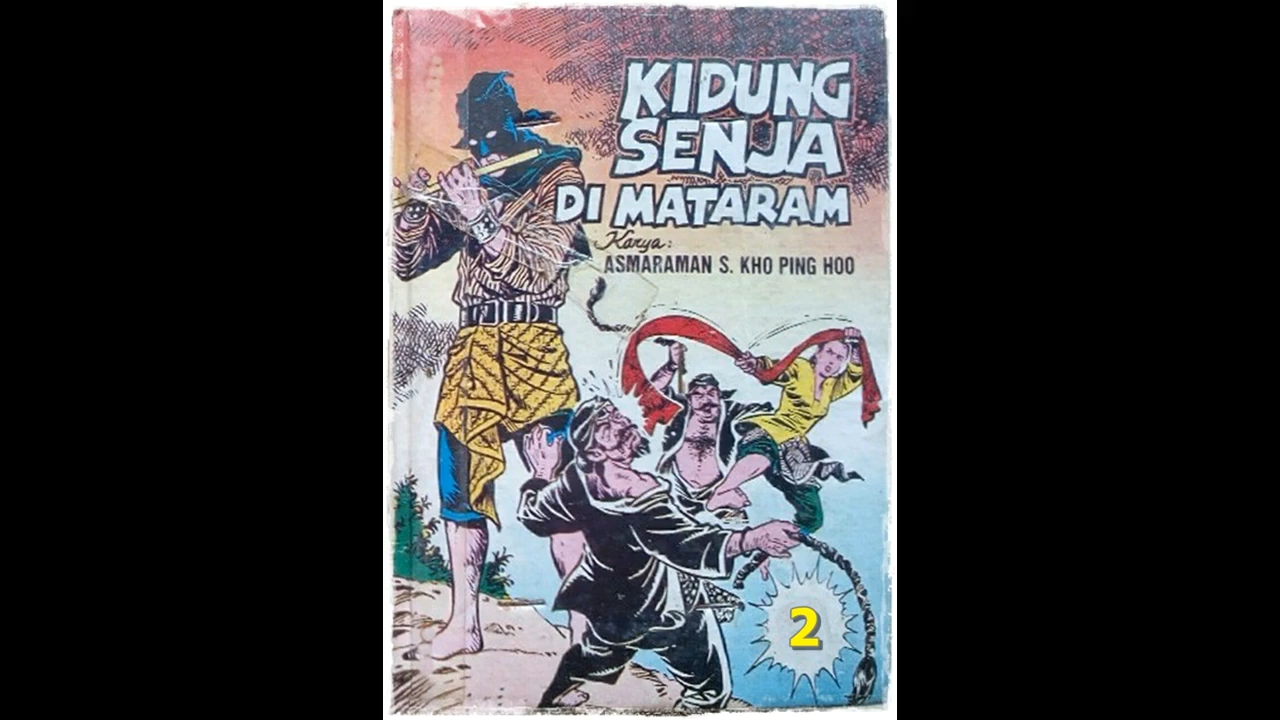 KIDUNG
SENJA
DI MATARAM
Karya:
ASMARAMAN S. KHO PING HOO
2